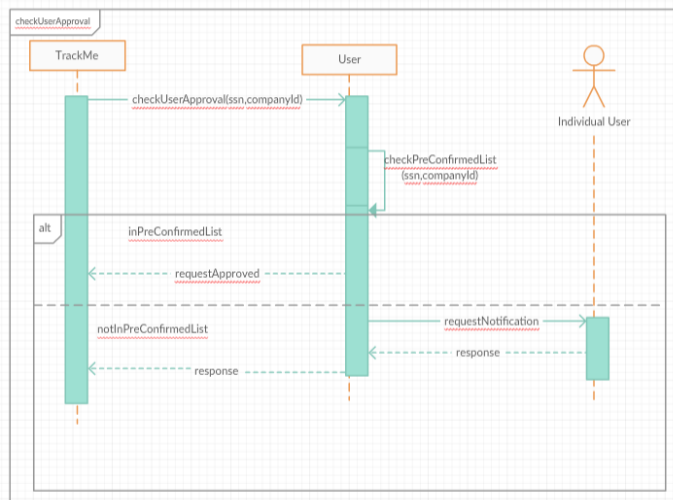 checkUserApproval
TrackMe
User
Individual User
checkUserApproval(ssn,companyId)
checkPreConfirmedList
(ssn,companyId)
alt
inPreConfirmedList
requestApproved
notInPreConfirmedList
requestNotification
response
response